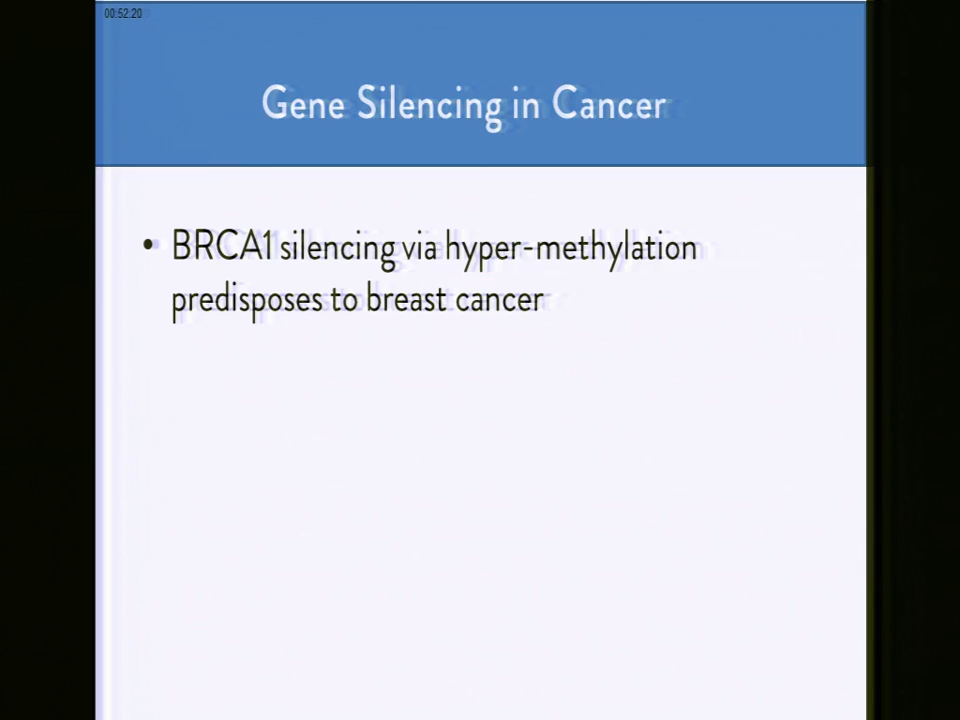 00:52:20
Gene Silencing in Cancer
• BRCA1 silencing via hyper-methylation
predisposes to breast cancer